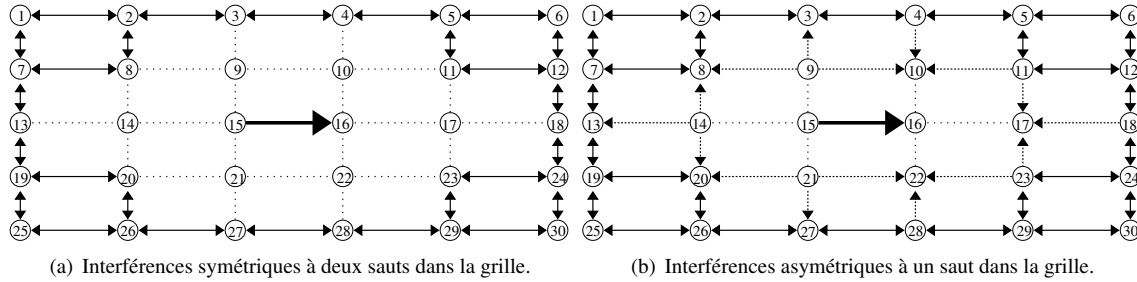 1 2 3 4 5 6 1 2 3 4 5 6
7 8 9 10 11 12 7 8 9 10 11 12
13 14 15 16 17 18 13 14 15 16 17 18
19 20 21 22 23 24 19 20 21 22 23 24
25 26 27 28 29 30 25 26 27 28 29 30
(a) Interférences symétriques à deux sauts dans la grille. (b) Interférences asymétriques à un saut dans la grille.